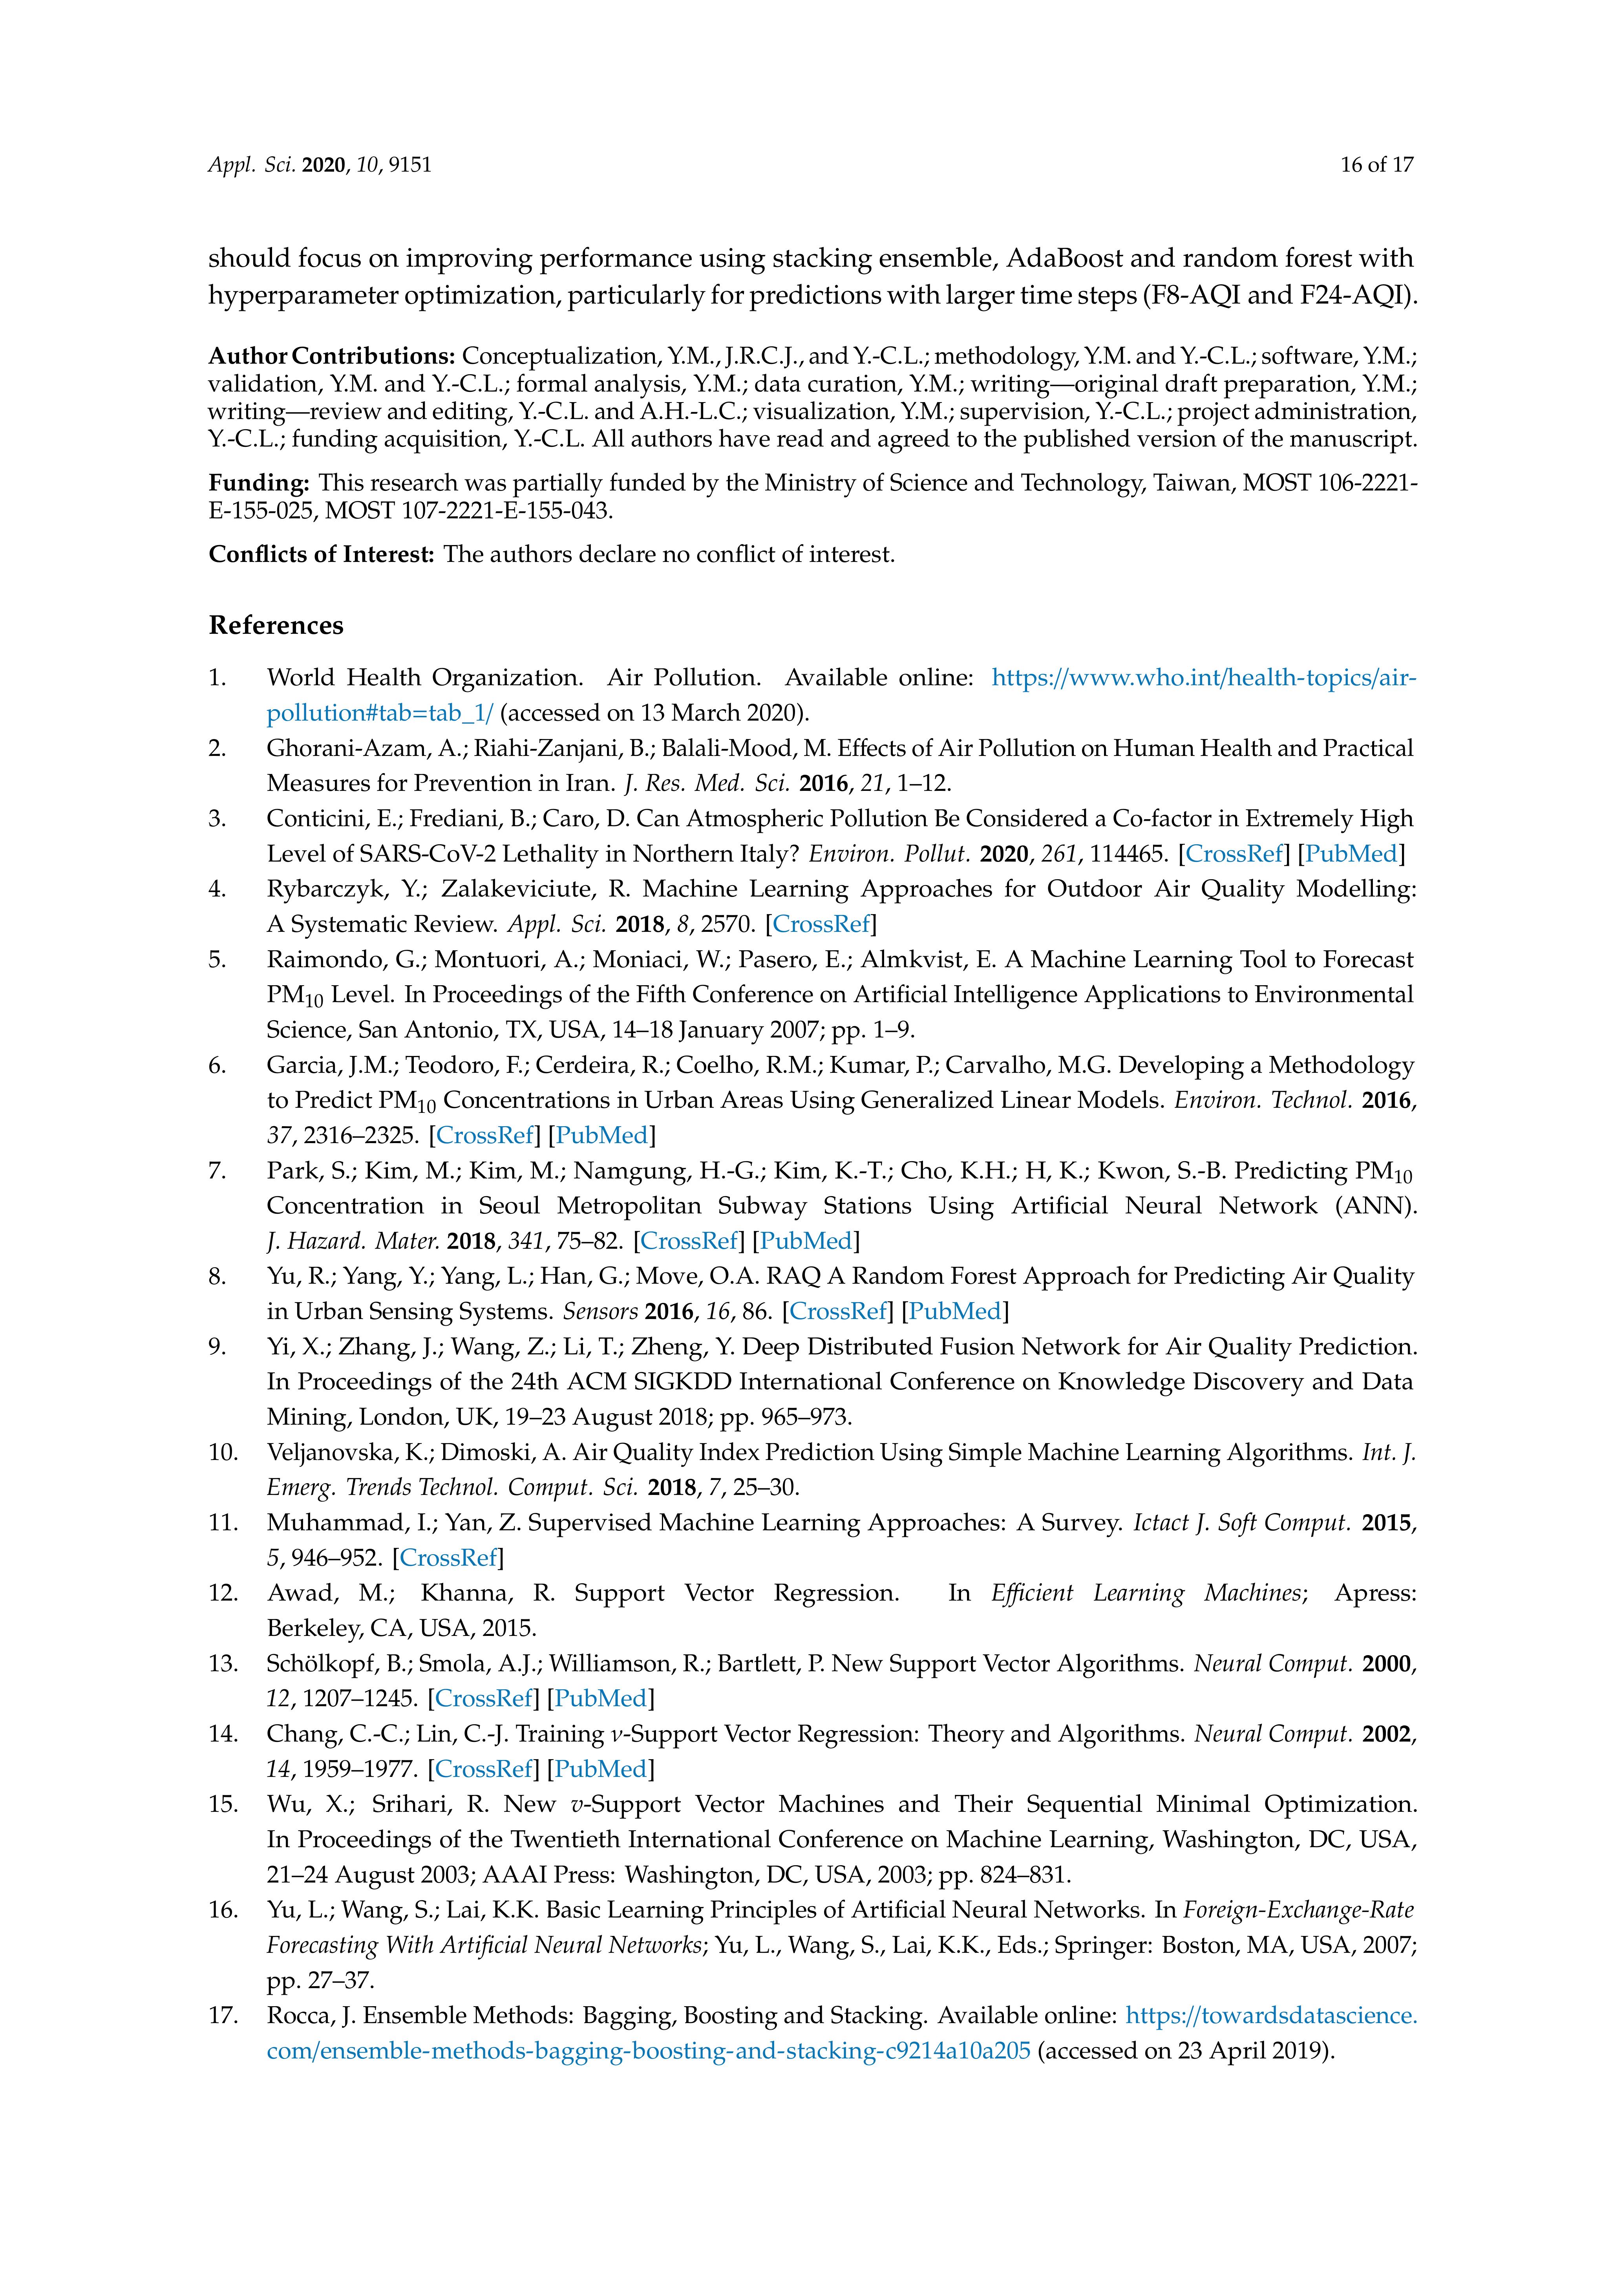 Appl. Sci. 2020, 10, 9151
16 of 17
should focus on improving performance using stacking ensemble, AdaBoost and random forest with
hyperparameter optimization, particularly for predictions with larger time steps (F8-AQI and F24-AQI).
Author Contributions: Conceptualization, Y.M., J.R.C.J., and Y.-C.L.; methodology, Y.M. and Y.-C.L.; software, Y.M.;
validation, Y.M. and Y.-C.L.; formal analysis, Y.M.; data curation, Y.M.; writing—original draft preparation, Y.M.;
writing—review and editing, Y.-C.L. and A.H.-L.C.; visualization, Y.M.; supervision, Y.-C.L.; project administration,
Y.-C.L.; funding acquisition, Y.-C.L. All authors have read and agreed to the published version of the manuscript.
Funding: This research was partially funded by the Ministry of Science and Technology, Taiwan, MOST 106-2221-
E-155-025, MOST 107-2221-E-155-043.
Conflicts of Interest: The authors declare no conflict of interest.
References
1. World Health Organization. Air Pollution. Available online: https://www.who.int/health-topics/air-
pollution#tab=tab_1/ (accessed on 13 March 2020).
2. Ghorani-Azam, A.; Riahi-Zanjani, B.; Balali-Mood, M. Effects of Air Pollution on Human Health and Practical
Measures for Prevention in Iran. J. Res. Med. Sci. 2016, 21, 1–12.
3. Conticini, E.; Frediani, B.; Caro, D. Can Atmospheric Pollution Be Considered a Co-factor in Extremely High
Level of SARS-CoV-2 Lethality in Northern Italy? Environ. Pollut. 2020, 261, 114465. [CrossRef] [PubMed]
4. Rybarczyk, Y.; Zalakeviciute, R. Machine Learning Approaches for Outdoor Air Quality Modelling:
A Systematic Review. Appl. Sci. 2018, 8, 2570. [CrossRef]
5. Raimondo, G.; Montuori, A.; Moniaci, W.; Pasero, E.; Almkvist, E. A Machine Learning Tool to Forecast
PM10 Level. In Proceedings of the Fifth Conference on Artificial Intelligence Applications to Environmental
Science, San Antonio, TX, USA, 14–18 January 2007; pp. 1–9.
6. Garcia, J.M.; Teodoro, F.; Cerdeira, R.; Coelho, R.M.; Kumar, P.; Carvalho, M.G. Developing a Methodology
to Predict PM10 Concentrations in Urban Areas Using Generalized Linear Models. Environ. Technol. 2016,
37, 2316–2325. [CrossRef] [PubMed]
7. Park, S.; Kim, M.; Kim, M.; Namgung, H.-G.; Kim, K.-T.; Cho, K.H.; H, K.; Kwon, S.-B. Predicting PM10
Concentration in Seoul Metropolitan Subway Stations Using Artificial Neural Network (ANN).
J. Hazard. Mater. 2018, 341, 75–82. [CrossRef] [PubMed]
8. Yu, R.; Yang, Y.; Yang, L.; Han, G.; Move, O.A. RAQ A Random Forest Approach for Predicting Air Quality
in Urban Sensing Systems. Sensors 2016, 16, 86. [CrossRef] [PubMed]
9. Yi, X.; Zhang, J.; Wang, Z.; Li, T.; Zheng, Y. Deep Distributed Fusion Network for Air Quality Prediction.
In Proceedings of the 24th ACM SIGKDD International Conference on Knowledge Discovery and Data
Mining, London, UK, 19–23 August 2018; pp. 965–973.
10. Veljanovska, K.; Dimoski, A. Air Quality Index Prediction Using Simple Machine Learning Algorithms. Int. J.
Emerg. Trends Technol. Comput. Sci. 2018, 7, 25–30.
11. Muhammad, I.; Yan, Z. Supervised Machine Learning Approaches: A Survey. Ictact J. Soft Comput. 2015,
5, 946–952. [CrossRef]
12. Awad, M.; Khanna, R. Support Vector Regression. In Efficient Learning Machines; Apress:
Berkeley, CA, USA, 2015.
13. Schölkopf, B.; Smola, A.J.; Williamson, R.; Bartlett, P. New Support Vector Algorithms. Neural Comput. 2000,
12, 1207–1245. [CrossRef] [PubMed]
14. Chang, C.-C.; Lin, C.-J. Training ν-Support Vector Regression: Theory and Algorithms. Neural Comput. 2002,
14, 1959–1977. [CrossRef] [PubMed]
15. Wu, X.; Srihari, R. New v-Support Vector Machines and Their Sequential Minimal Optimization.
In Proceedings of the Twentieth International Conference on Machine Learning, Washington, DC, USA,
21–24 August 2003; AAAI Press: Washington, DC, USA, 2003; pp. 824–831.
16. Yu, L.; Wang, S.; Lai, K.K. Basic Learning Principles of Artificial Neural Networks. In Foreign-Exchange-Rate
Forecasting With Artificial Neural Networks; Yu, L., Wang, S., Lai, K.K., Eds.; Springer: Boston, MA, USA, 2007;
pp. 27–37.
17. Rocca, J. Ensemble Methods: Bagging, Boosting and Stacking. Available online: https://towardsdatascience.
com/ensemble-methods-bagging-boosting-and-stacking-c9214a10a205 (accessed on 23 April 2019).